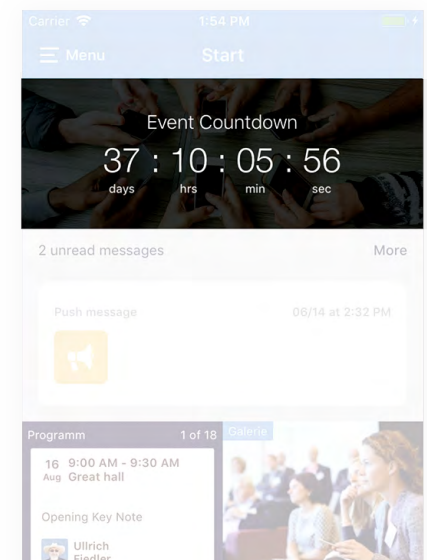 Carrier 1:54 PM
Menu Start
Event Countdown
37 : 10 : 05 : 56
days hrs min sec
2 unread messages More
Push message 06/14 at 2:32 PM
Programm 1 of 18 Galerie
16 9:00 AM - 9:30 AM
Aug Great hall
Opening Key Note
Ullrich
Fiedler